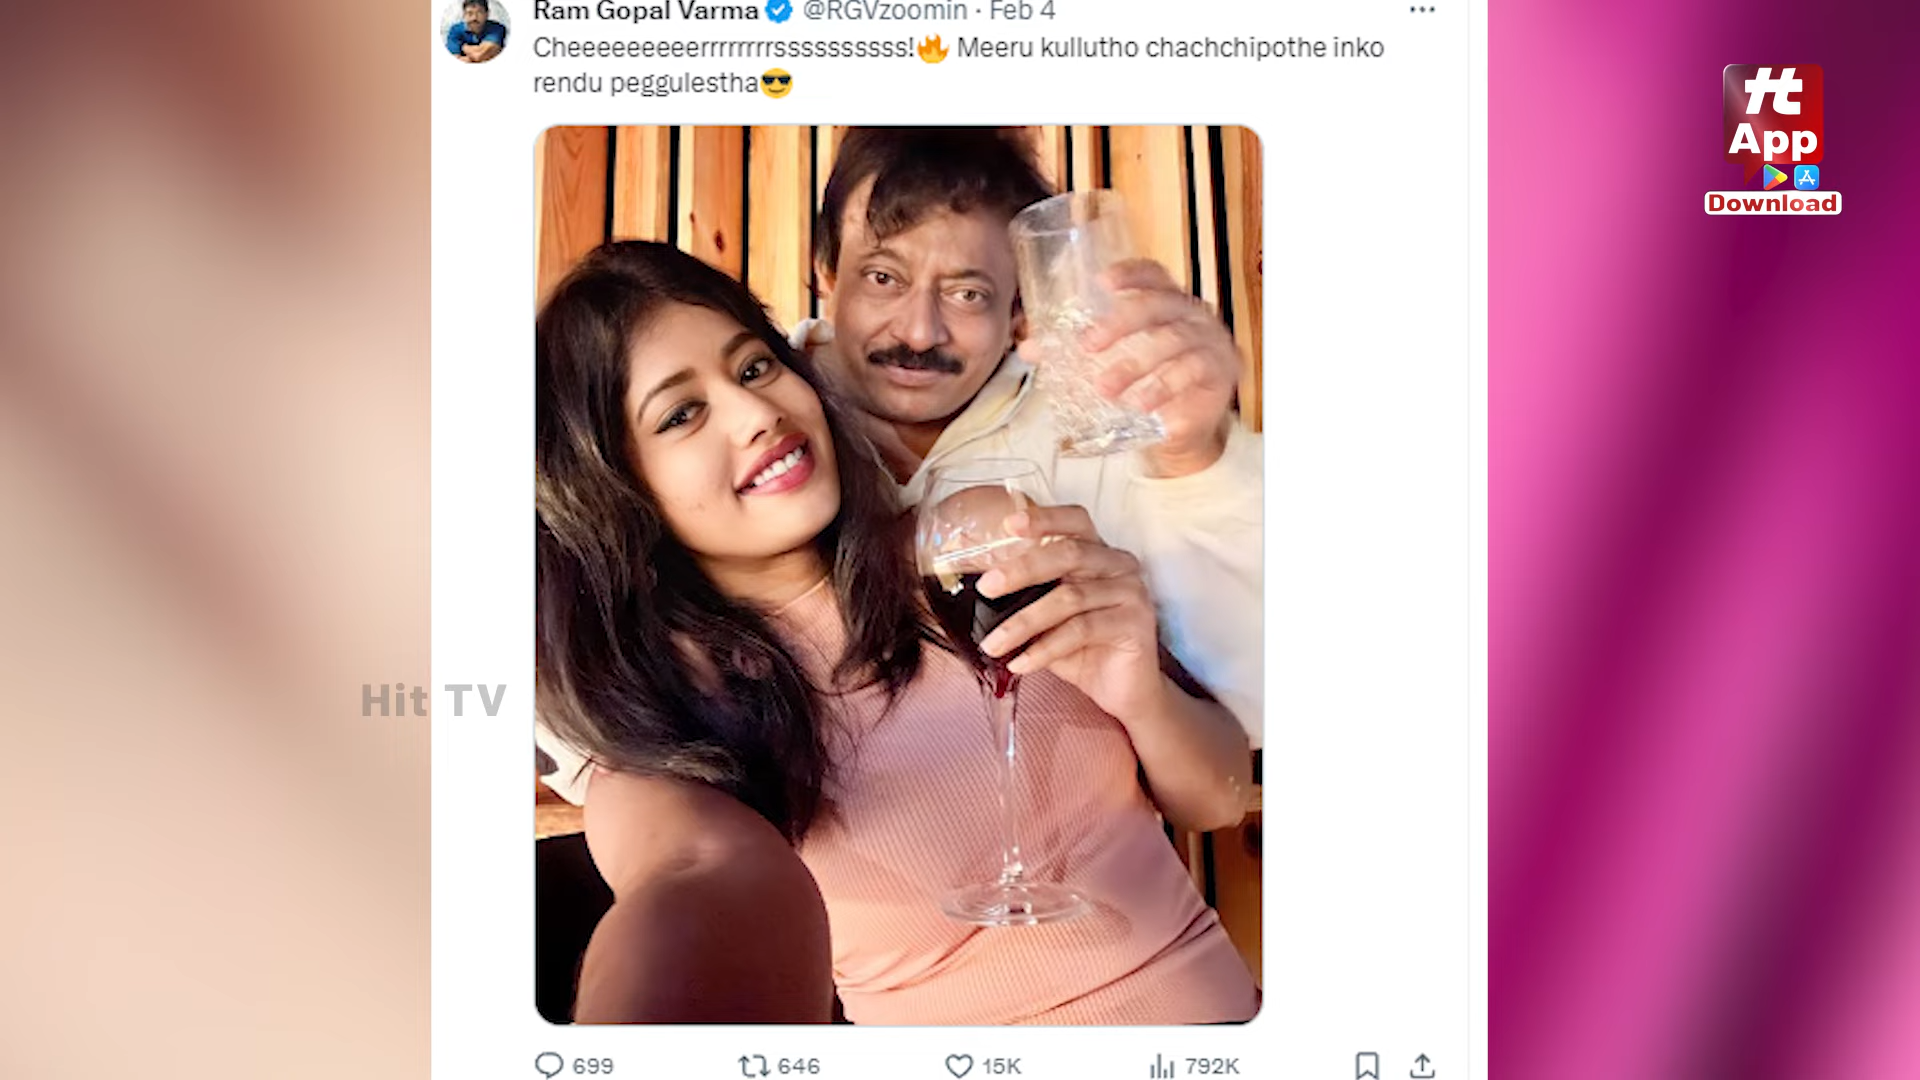 Ram Gopal Varma @RGVzoomin · Feb 4
Cheeeeeeeeerrrrrrrrssssssssss!🔥 Meeru kullutho chachchipothe inko
rendu peggulestha😎
ht
App
Download
Hit TV
699 646 15K 792K